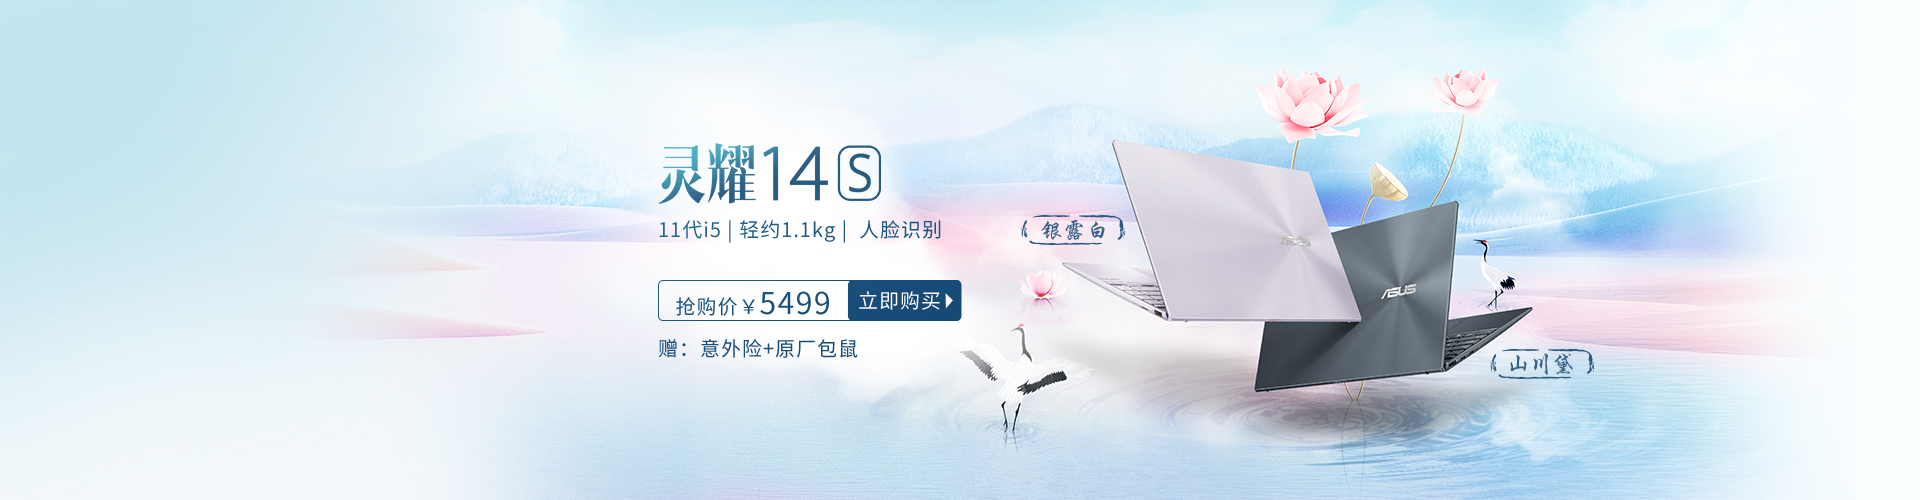 灵耀14 S
11代i5 | 轻约1.1kg | 人脸识别
抢购价￥5499 立即购买
赠：意外险+原厂包鼠
银露白
ASUS
ASUS
山川黛